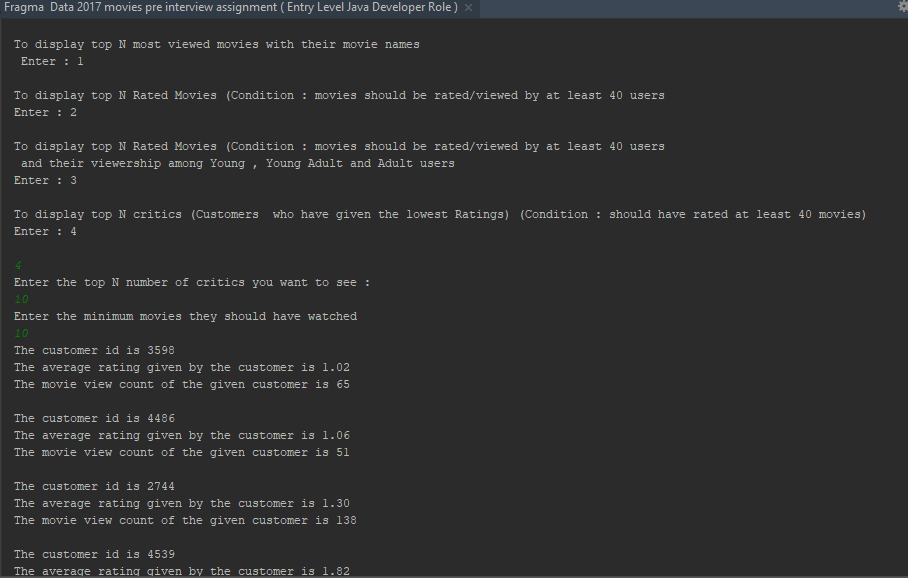 Fragma Data 2017 movies pre interview assignment ( Entry Level Java Developer Role )
To display top N most viewed movies with their movie names
Enter : 1
To display top N Rated Movies (Condition : movies should be rated/viewed by at least 40 users
Enter : 2
To display top N Rated Movies (Condition : movies should be rated/viewed by at least 40 users
and their viewership among Young , Young Adult and Adult users
Enter : 3
To display top N critics (Customers who have given the lowest Ratings) (Condition : should have rated at least 40 movies)
Enter : 4
4
Enter the top N number of critics you want to see :
10
Enter the minimum movies they should have watched
10
The customer id is 3598
The average rating given by the customer is 1.02
The movie view count of the given customer is 65
The customer id is 4486
The average rating given by the customer is 1.06
The movie view count of the given customer is 51
The customer id is 2744
The average rating given by the customer is 1.30
The movie view count of the given customer is 138
The customer id is 4539
The average rating given by the customer is 1.82